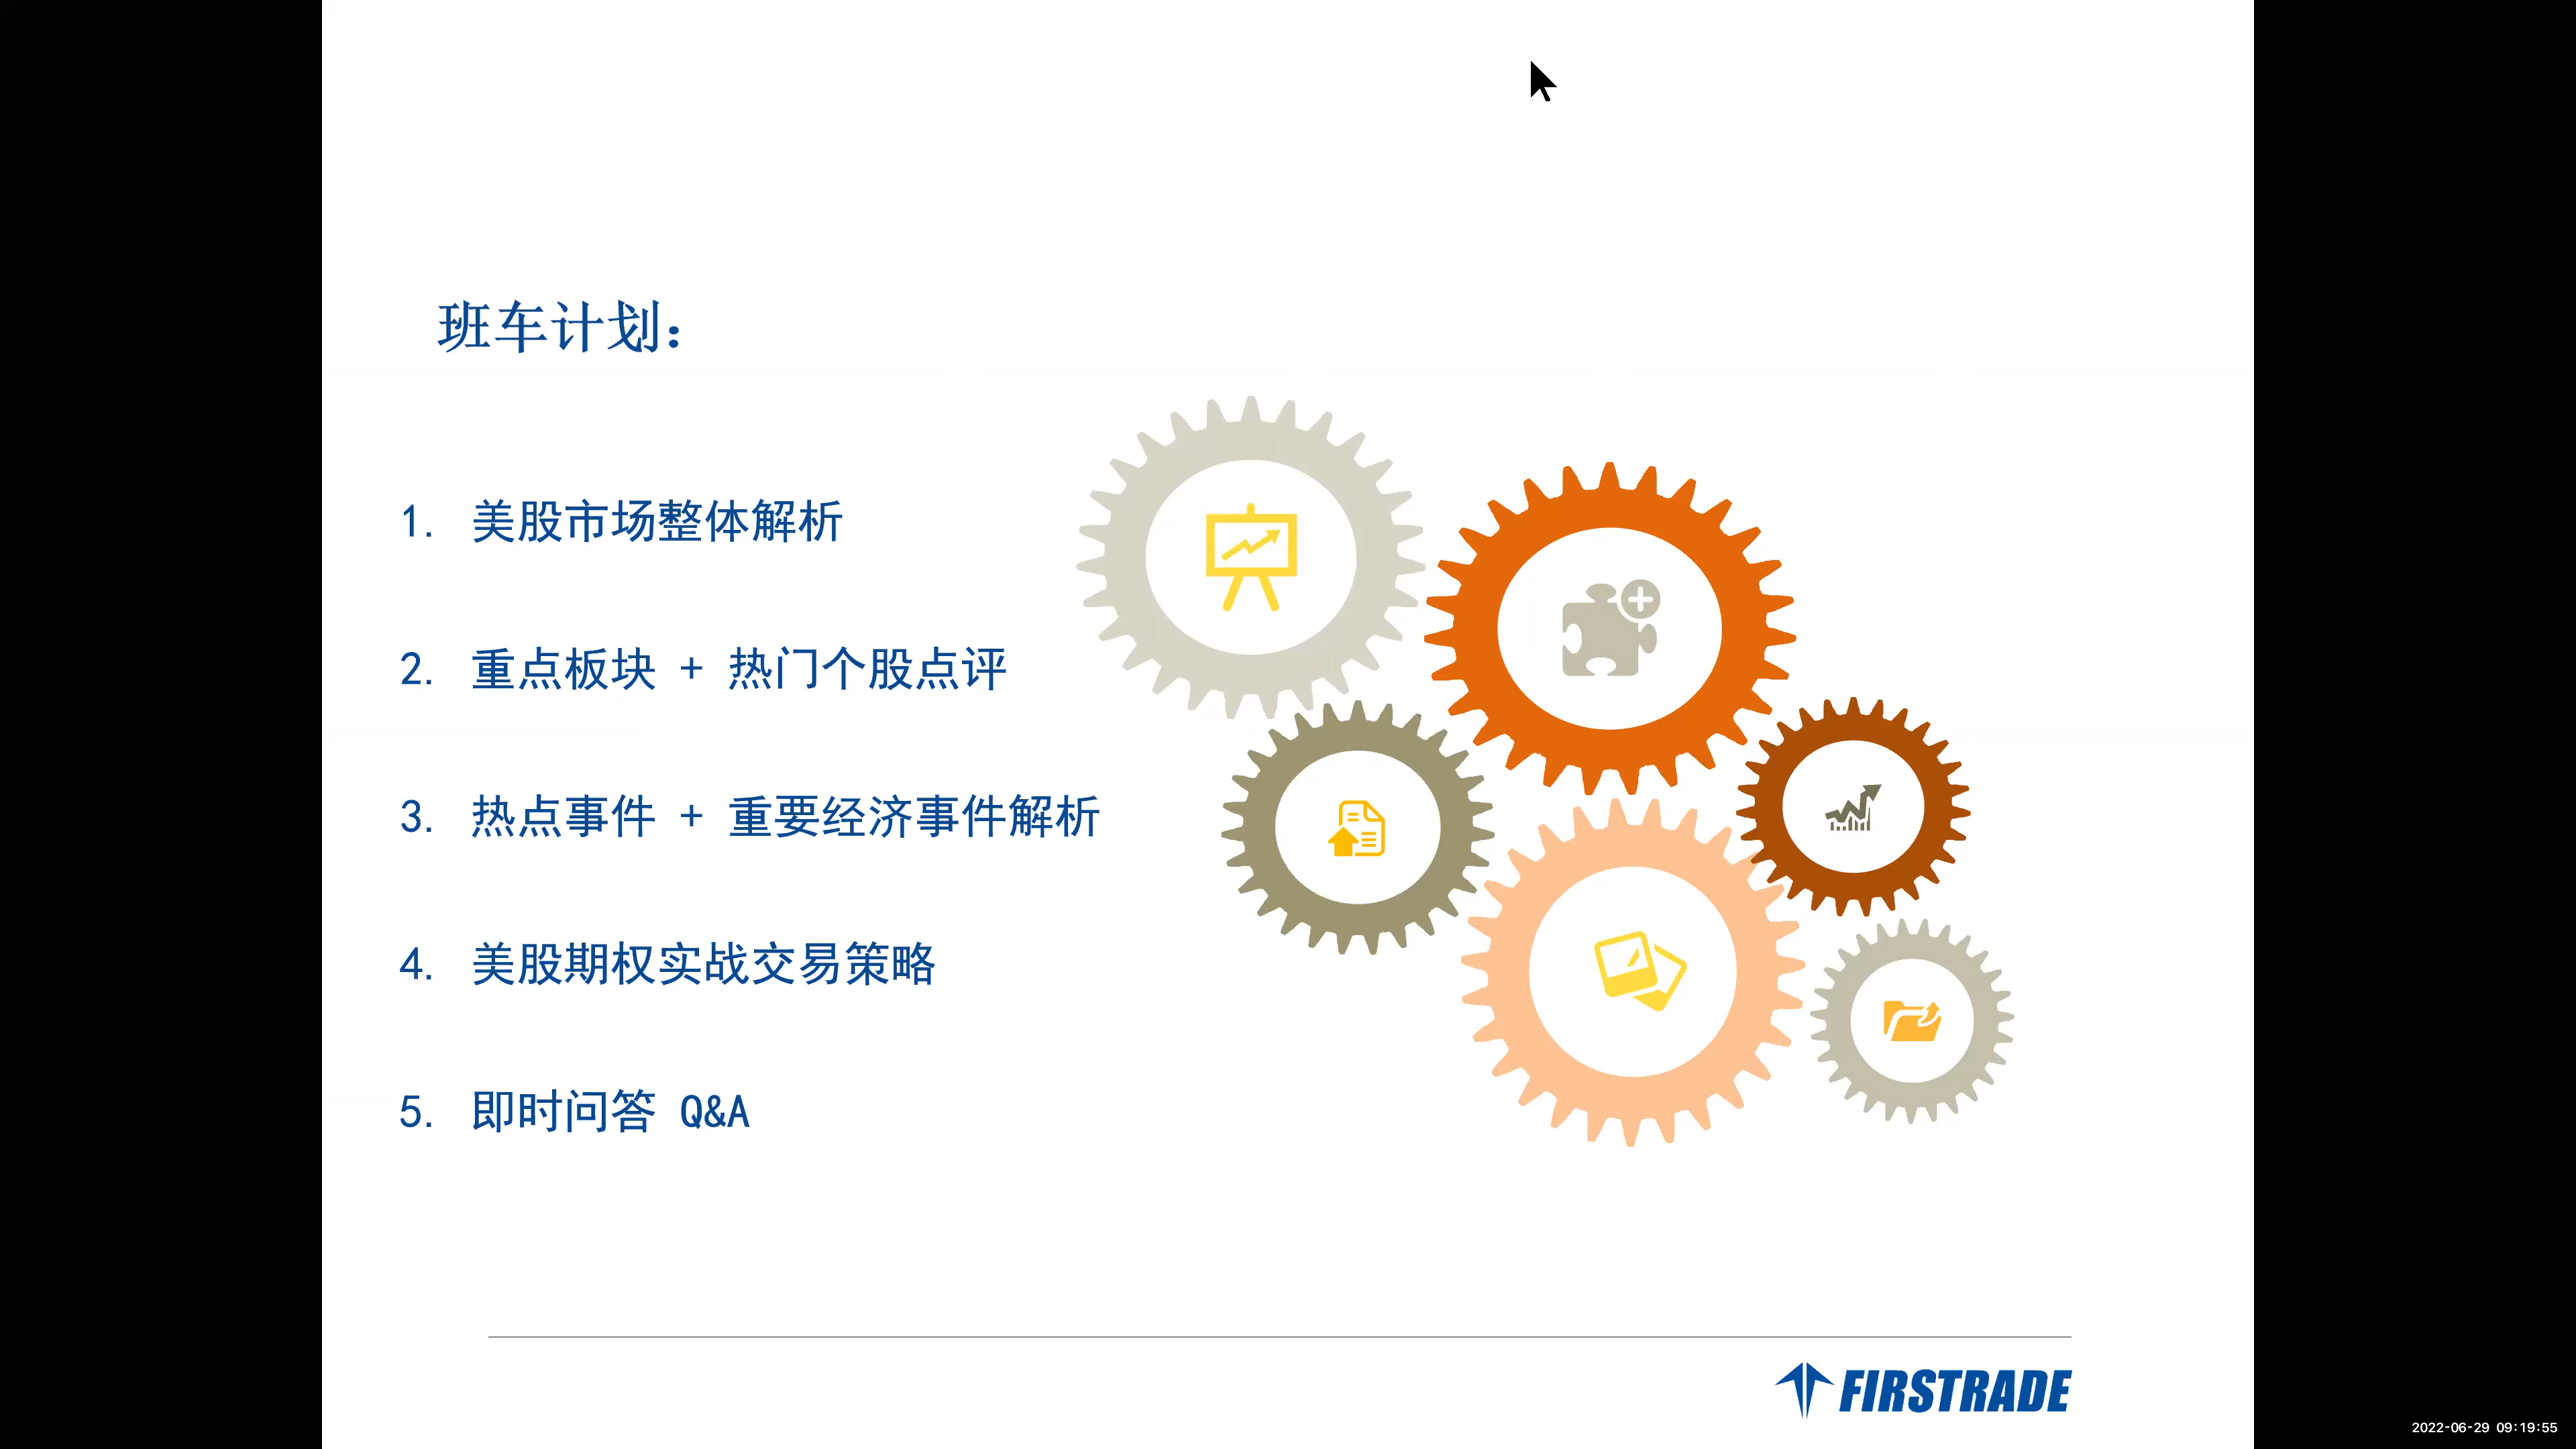 班车计划：
1. 美股市场整体解析
2. 重点板块 + 热门个股点评
3. 热点事件 + 重要经济事件解析
4. 美股期权实战交易策略
5. 即时问答 Q&A
FIRSTRADE
2022-06-29 09:19:55